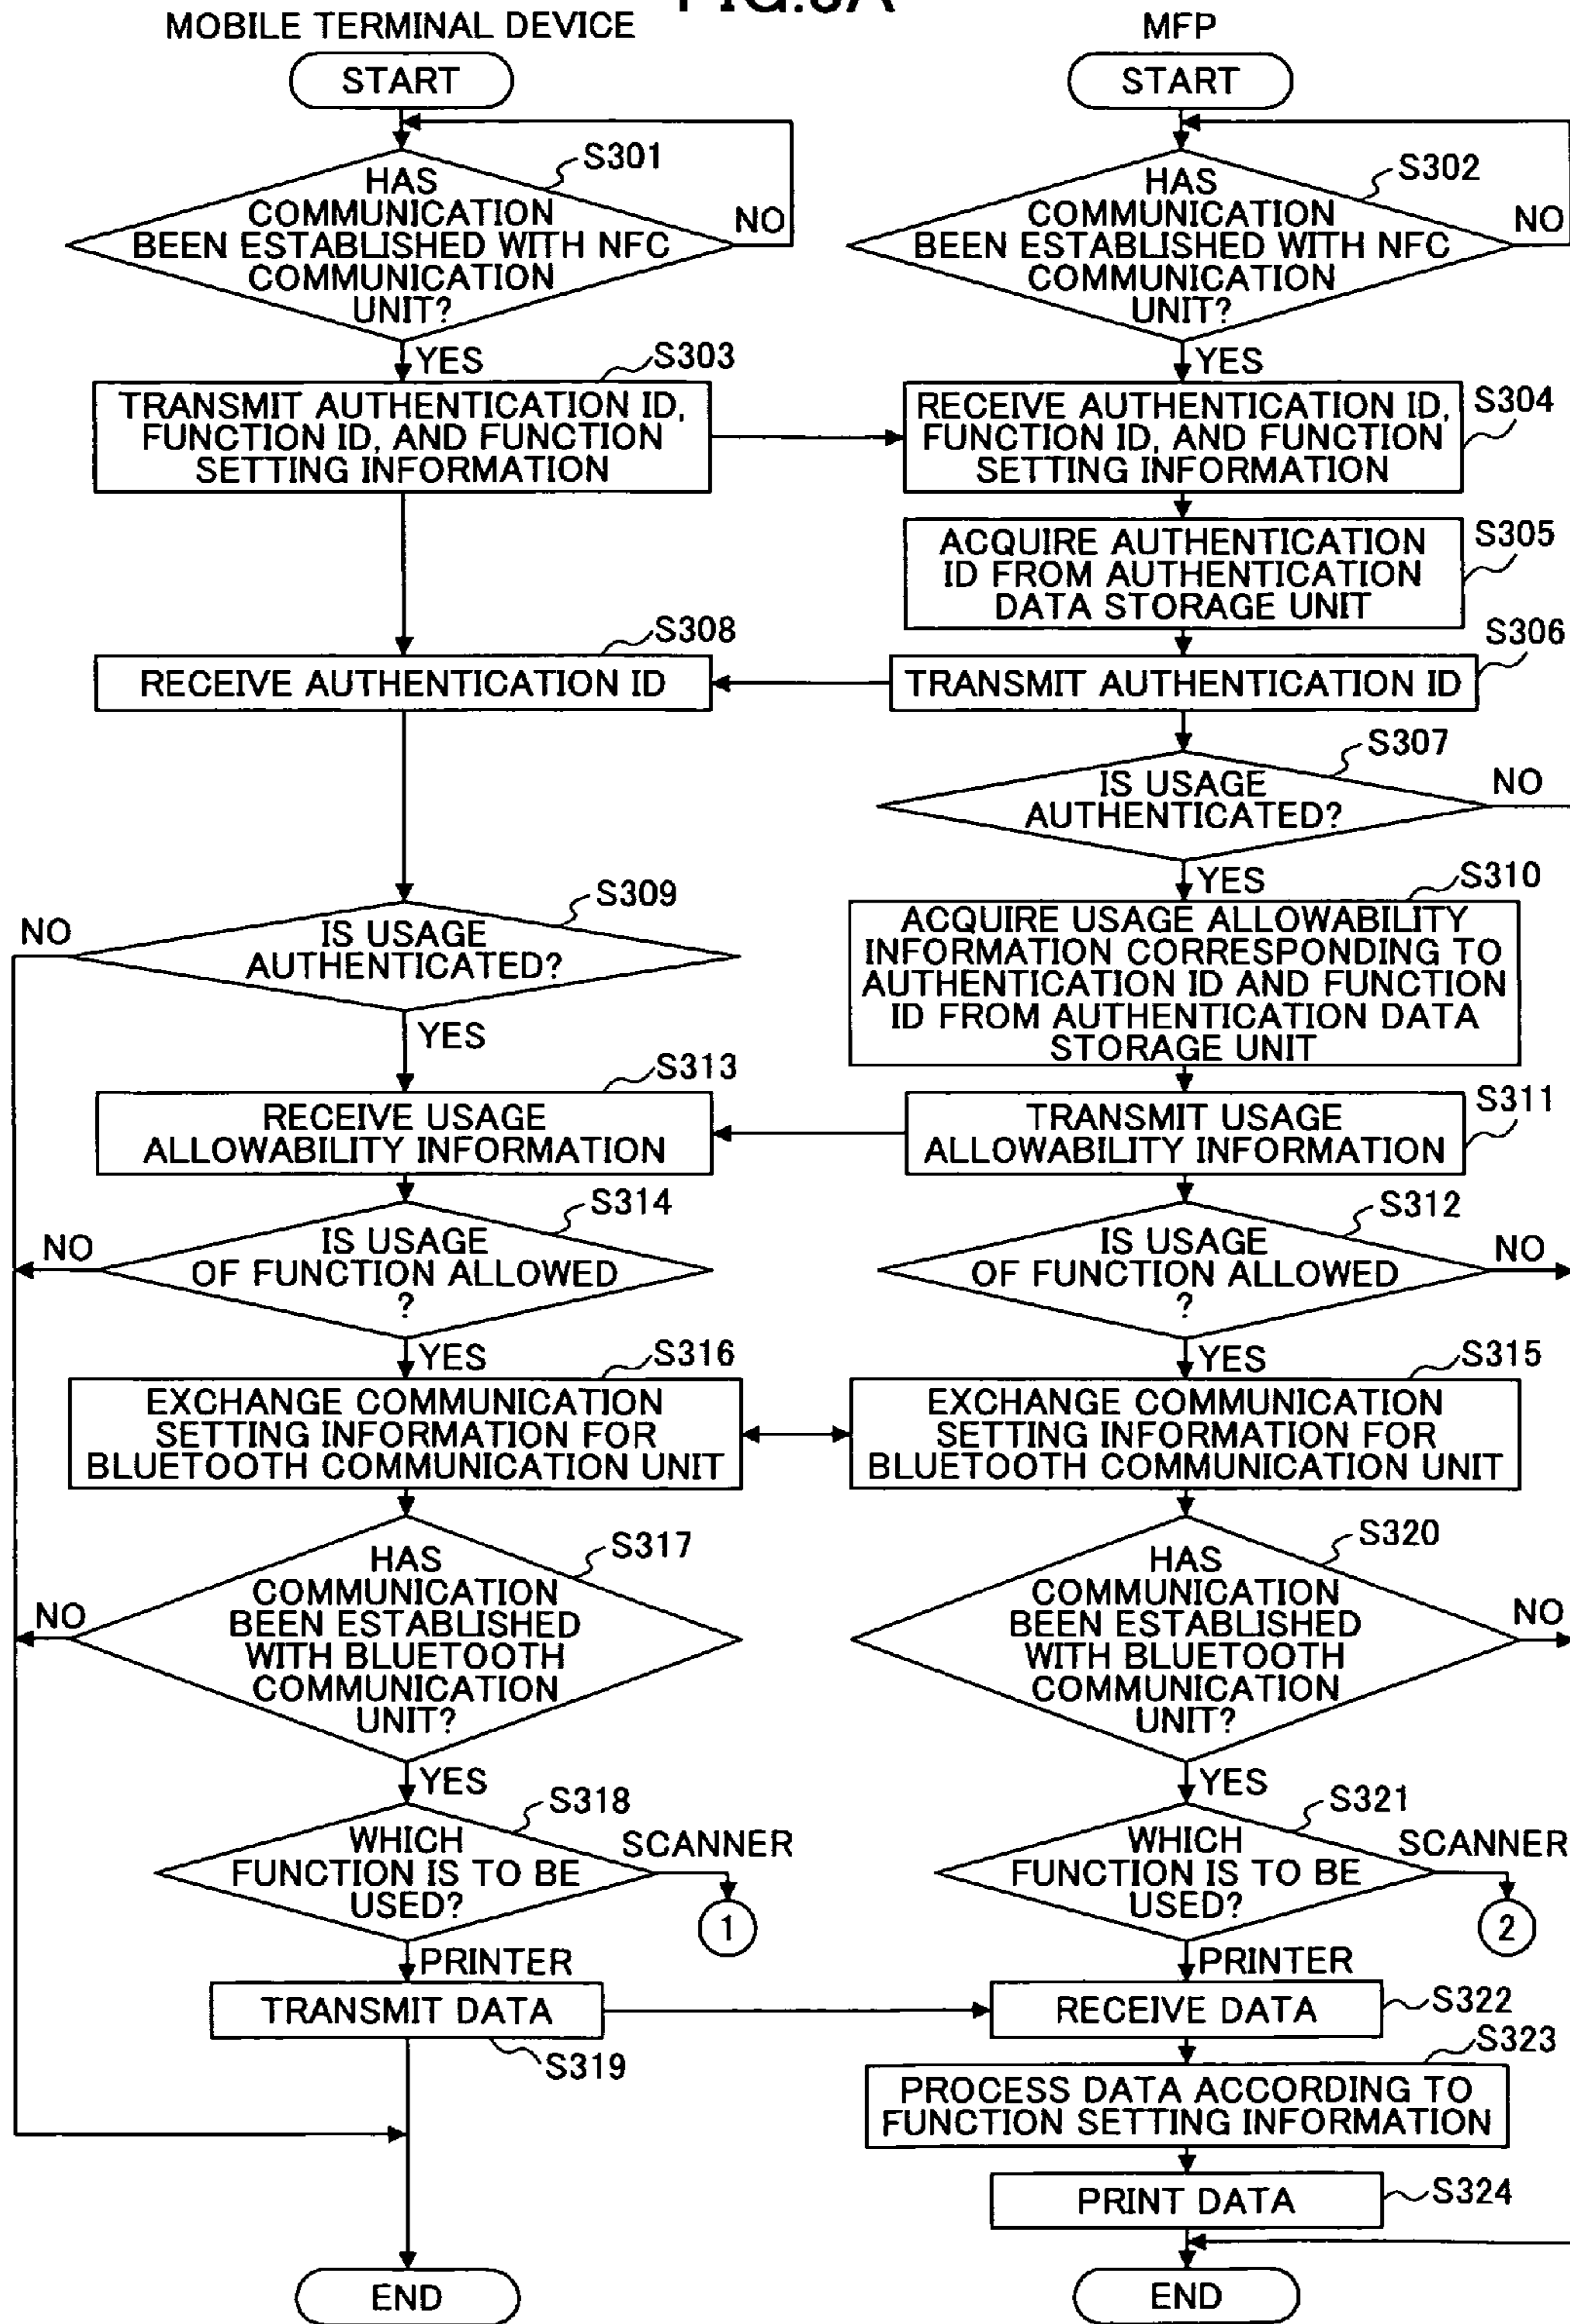 FIG.3A
MOBILE TERMINAL DEVICE
MFP
START
START
S301
HAS
COMMUNICATION
BEEN ESTABLISHED WITH NFC
COMMUNICATION
UNIT?
NO
YES
S302
HAS
COMMUNICATION
BEEN ESTABLISHED WITH NFC
COMMUNICATION
UNIT?
NO
YES
S303
TRANSMIT AUTHENTICATION ID,
FUNCTION ID, AND FUNCTION
SETTING INFORMATION
RECEIVE AUTHENTICATION ID,
FUNCTION ID, AND FUNCTION
SETTING INFORMATION
S304
ACQUIRE AUTHENTICATION
ID FROM AUTHENTICATION
DATA STORAGE UNIT
S305
S308
RECEIVE AUTHENTICATION ID
S306
TRANSMIT AUTHENTICATION ID
S307
IS USAGE
AUTHENTICATED?
NO
YES
S309
NO
IS USAGE
AUTHENTICATED?
YES
S310
ACQUIRE USAGE ALLOWABILITY
INFORMATION CORRESPONDING TO
AUTHENTICATION ID AND FUNCTION
ID FROM AUTHENTICATION DATA
STORAGE UNIT
S313
RECEIVE USAGE
ALLOWABILITY INFORMATION
S311
TRANSMIT USAGE
ALLOWABILITY INFORMATION
S314
NO
IS USAGE
OF FUNCTION ALLOWED
?
YES
S312
IS USAGE
OF FUNCTION ALLOWED
?
NO
YES
S316
EXCHANGE COMMUNICATION
SETTING INFORMATION FOR
BLUETOOTH COMMUNICATION UNIT
S315
EXCHANGE COMMUNICATION
SETTING INFORMATION FOR
BLUETOOTH COMMUNICATION UNIT
S317
NO
HAS
COMMUNICATION
BEEN ESTABLISHED
WITH BLUETOOTH
COMMUNICATION
UNIT?
YES
S320
HAS
COMMUNICATION
BEEN ESTABLISHED
WITH BLUETOOTH
COMMUNICATION
UNIT?
NO
YES
S318
WHICH
FUNCTION IS TO BE
USED?
SCANNER
1
PRINTER
S321
WHICH
FUNCTION IS TO BE
USED?
SCANNER
2
PRINTER
TRANSMIT DATA
S319
RECEIVE DATA
S322
S323
PROCESS DATA ACCORDING TO
FUNCTION SETTING INFORMATION
PRINT DATA
S324
END
END